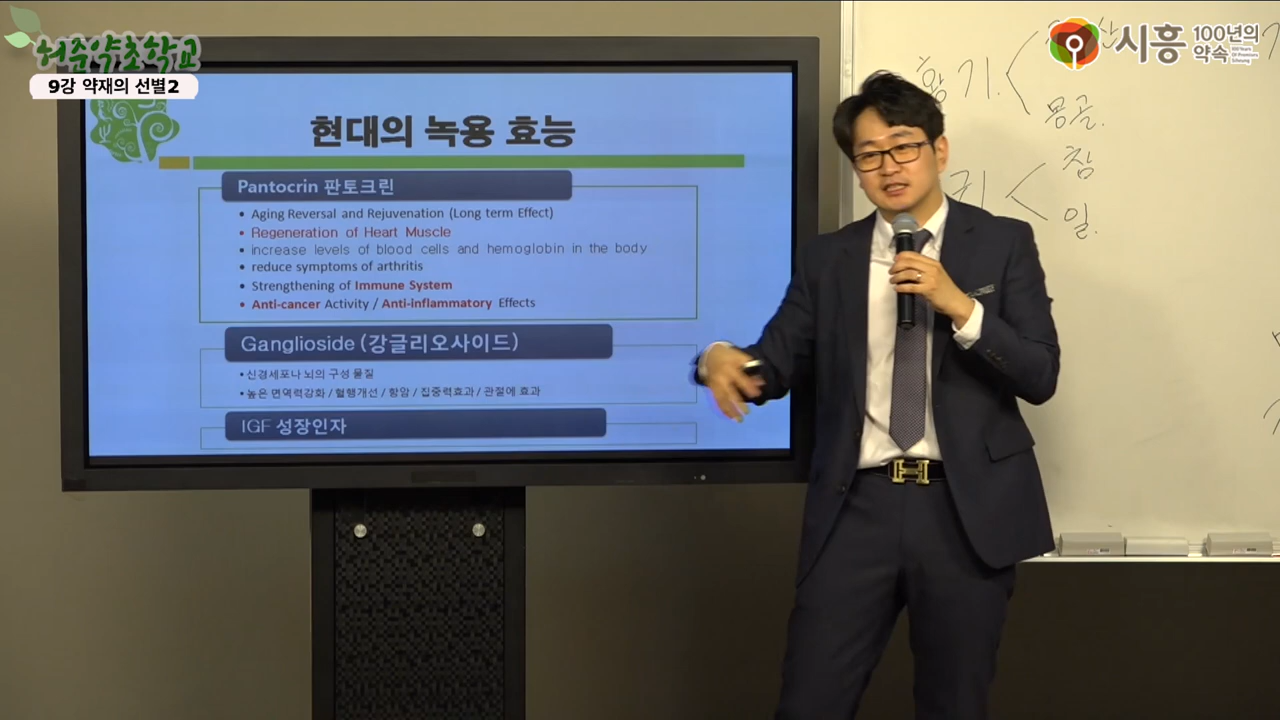 허준약초학교
9강 약재의 선별2
시흥 100년의 약속
현대의 녹용 효능
Pantocrin 판토크린
• Aging Reversal and Rejuvenation (Long term Effect)
• Regeneration of Heart Muscle
• increase levels of blood cells and hemoglobin in the body
• reduce symptoms of arthritis
• Strengthening of Immune System
• Anti-cancer Activity / Anti-inflammatory Effects
Ganglioside (강글리오사이드)
• 신경세포나 뇌의 구성 물질
• 높은 면역력강화 / 혈행개선 / 항암 / 집중력효과 / 관절에 효과
IGF 성장인자
황기
몽골.
참
일.